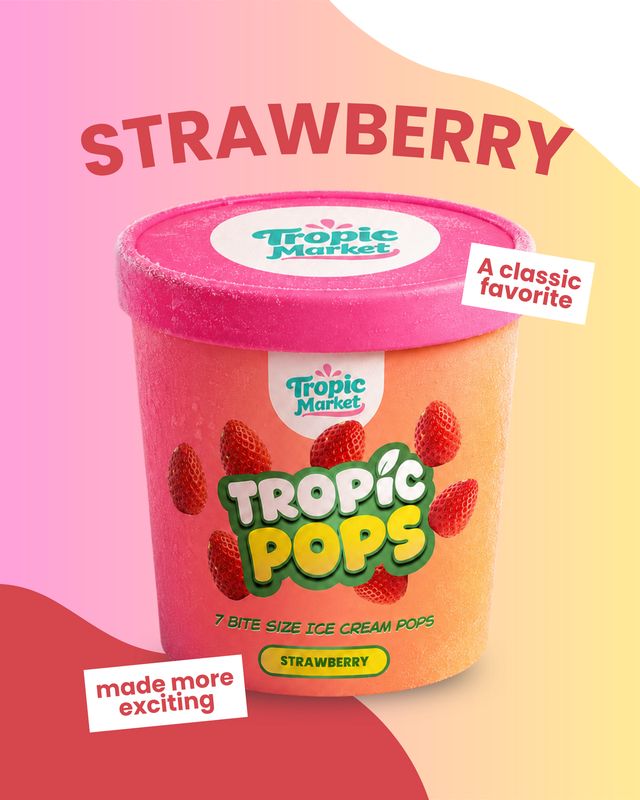 STRAWBERRY
Tropic
Market
A classic
favorite
Tropic
Market
TROPIC
POPS
7 BITE SIZE ICE CREAM POPS
STRAWBERRY
made more
exciting